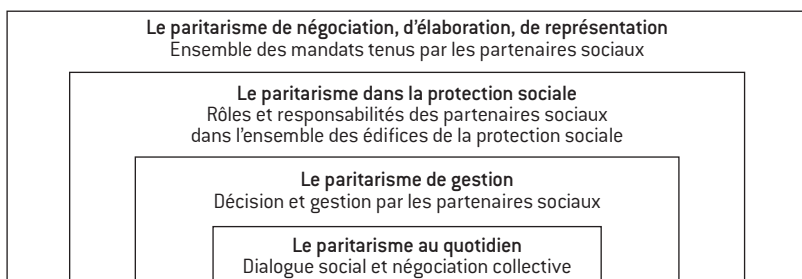 Le paritarisme de négociation, d’élaboration, de représentation
Ensemble des mandats tenus par les partenaires sociaux
Le paritarisme dans la protection sociale
Rôles et responsabilités des partenaires sociaux
dans l’ensemble des édifices de la protection sociale
Le paritarisme de gestion
Décision et gestion par les partenaires sociaux
Le paritarisme au quotidien
Dialogue social et négociation collective